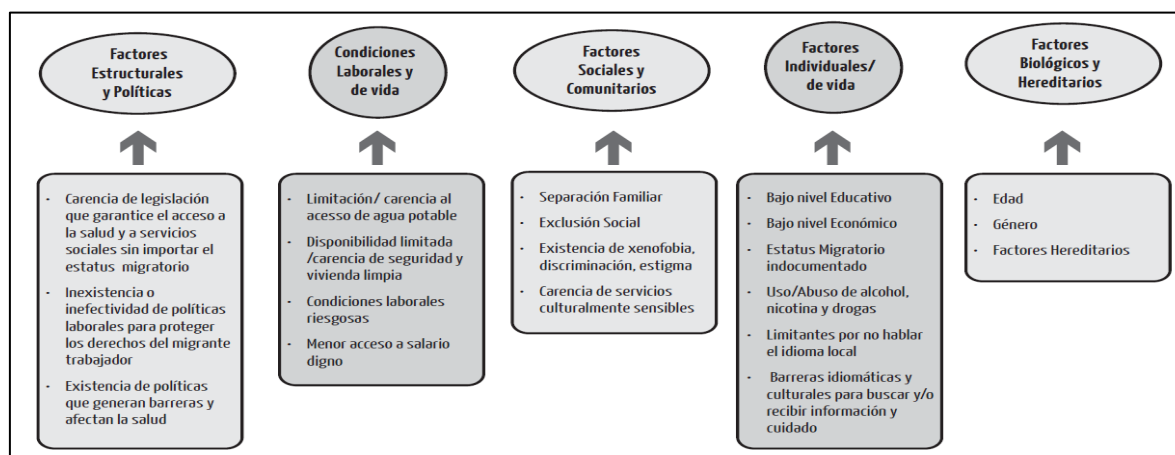 Factores
Estructurales
y Políticas
Condiciones
Laborales y
de vida
Factores
Sociales y
Comunitarios
Factores
Individuales/
de vida
Factores
Biológicos y
Hereditarios
- Carencia de legislación
que garantice el acceso a
la salud y a servicios
sociales sin importar el
estatus migratorio
- Inexistencia o
inefectividad de políticas
laborales para proteger
los derechos del migrante
trabajador
- Existencia de políticas
que generan barreras y
afectan la salud
- Limitación/ carencia al
acesso de agua potable
- Disponibilidad limitada
/carencia de seguridad y
vivienda limpia
- Condiciones laborales
riesgosas
- Menor acceso a salario
digno
- Separación Familiar
- Exclusión Social
- Existencia de xenofobia,
discriminación, estigma
- Carencia de servicios
culturalmente sensibles
- Bajo nivel Educativo
- Bajo nivel Económico
- Estatus Migratorio
indocumentado
- Uso/Abuso de alcohol,
nicotina y drogas
- Limitantes por no hablar
el idioma local
- Barreras idiomáticas y
culturales para buscar y/o
recibir información y
cuidado
- Edad
- Género
- Factores Hereditarios